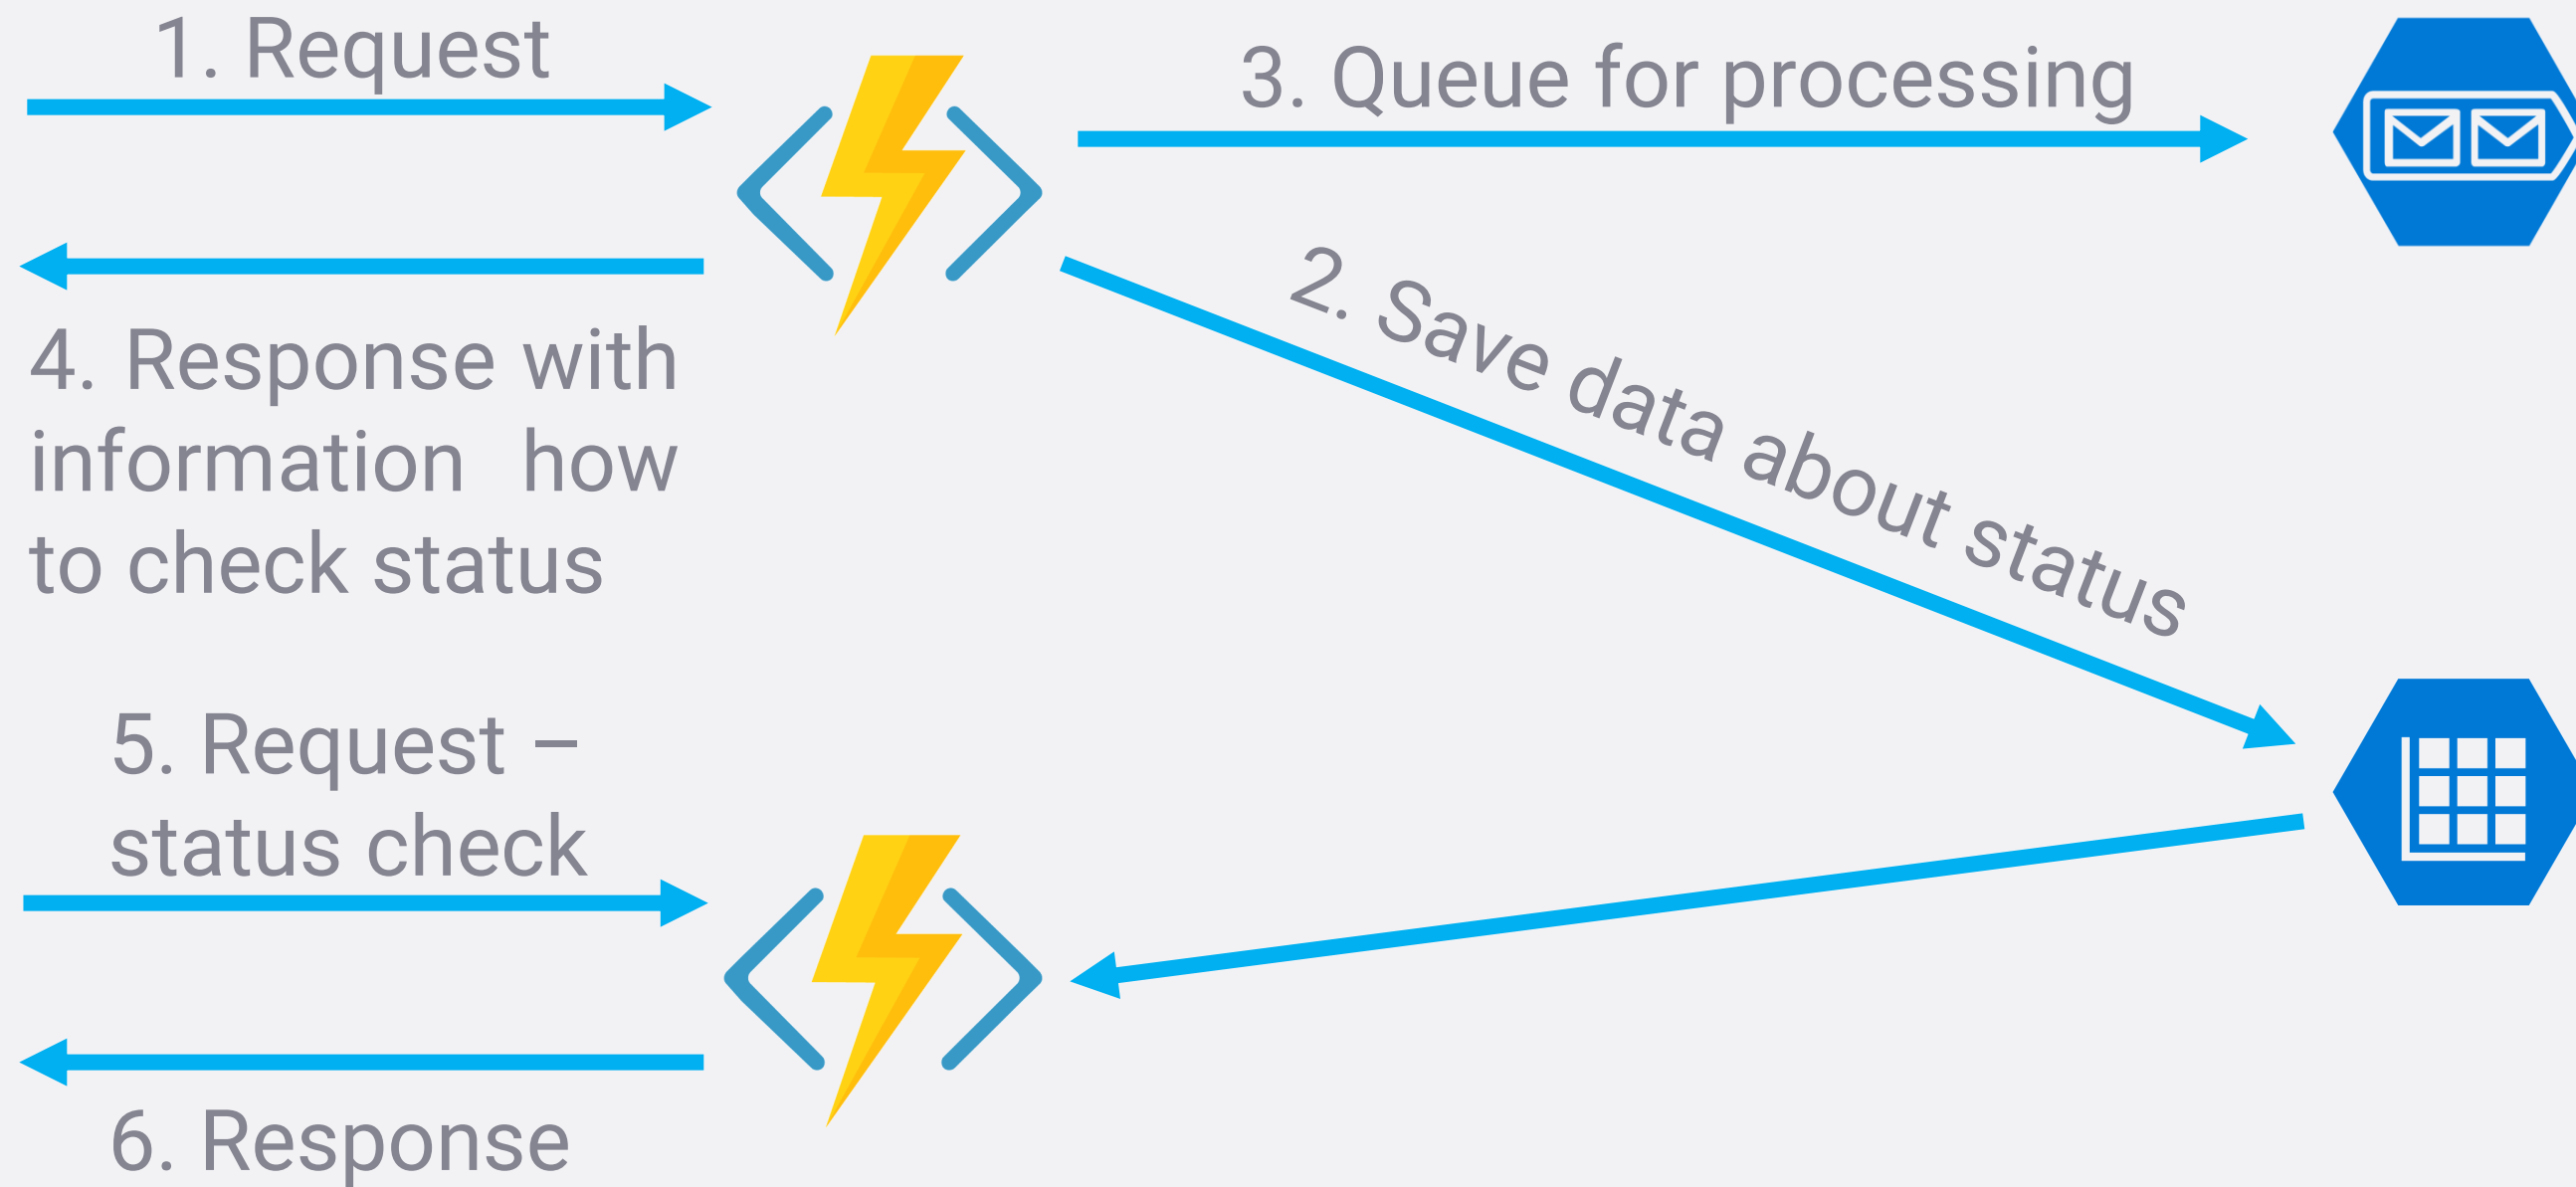 1. Request
3. Queue for processing
2. Save data about status
4. Response with
information how
to check status
5. Request –
status check
6. Response